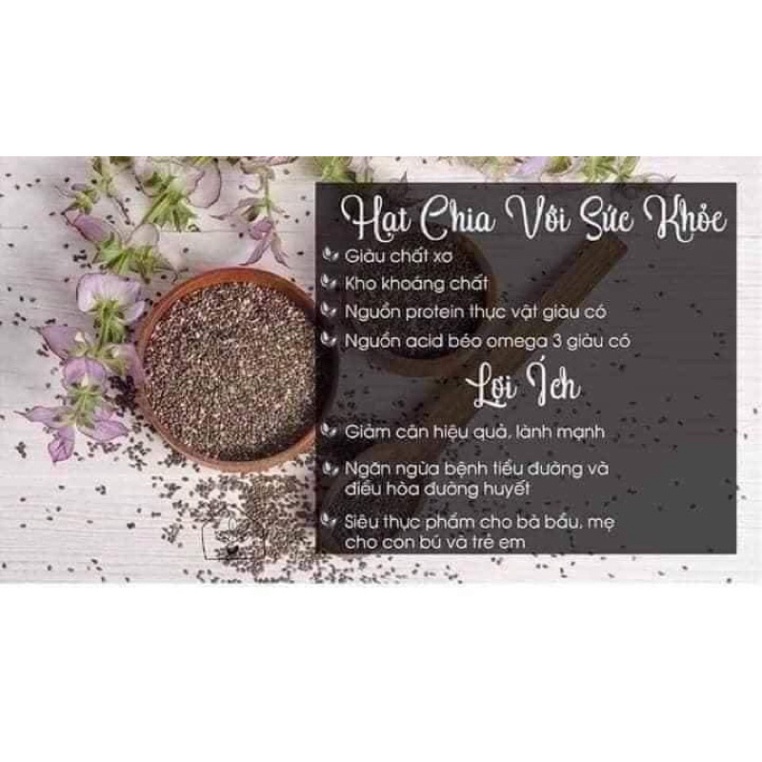 Hạt Chia Với Sức Khỏe
Giàu chất xơ
Kho khoáng chất
Nguồn protein thực vật giàu có
Nguồn acid béo omega 3 giàu có
Lợi Ích
Giảm cân hiệu quả, lành mạnh
Ngăn ngừa bệnh tiểu đường và
điều hòa đường huyết
Siêu thực phẩm cho bà bầu, mẹ
cho con bú và trẻ em